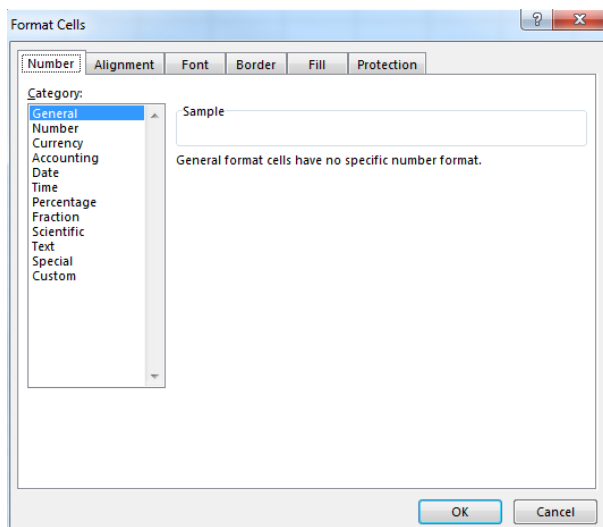 Format Cells
Number Alignment Font Border Fill Protection
Category:
General
Number
Currency
Accounting
Date
Time
Percentage
Fraction
Scientific
Text
Special
Custom
Sample
General format cells have no specific number format.
OK Cancel